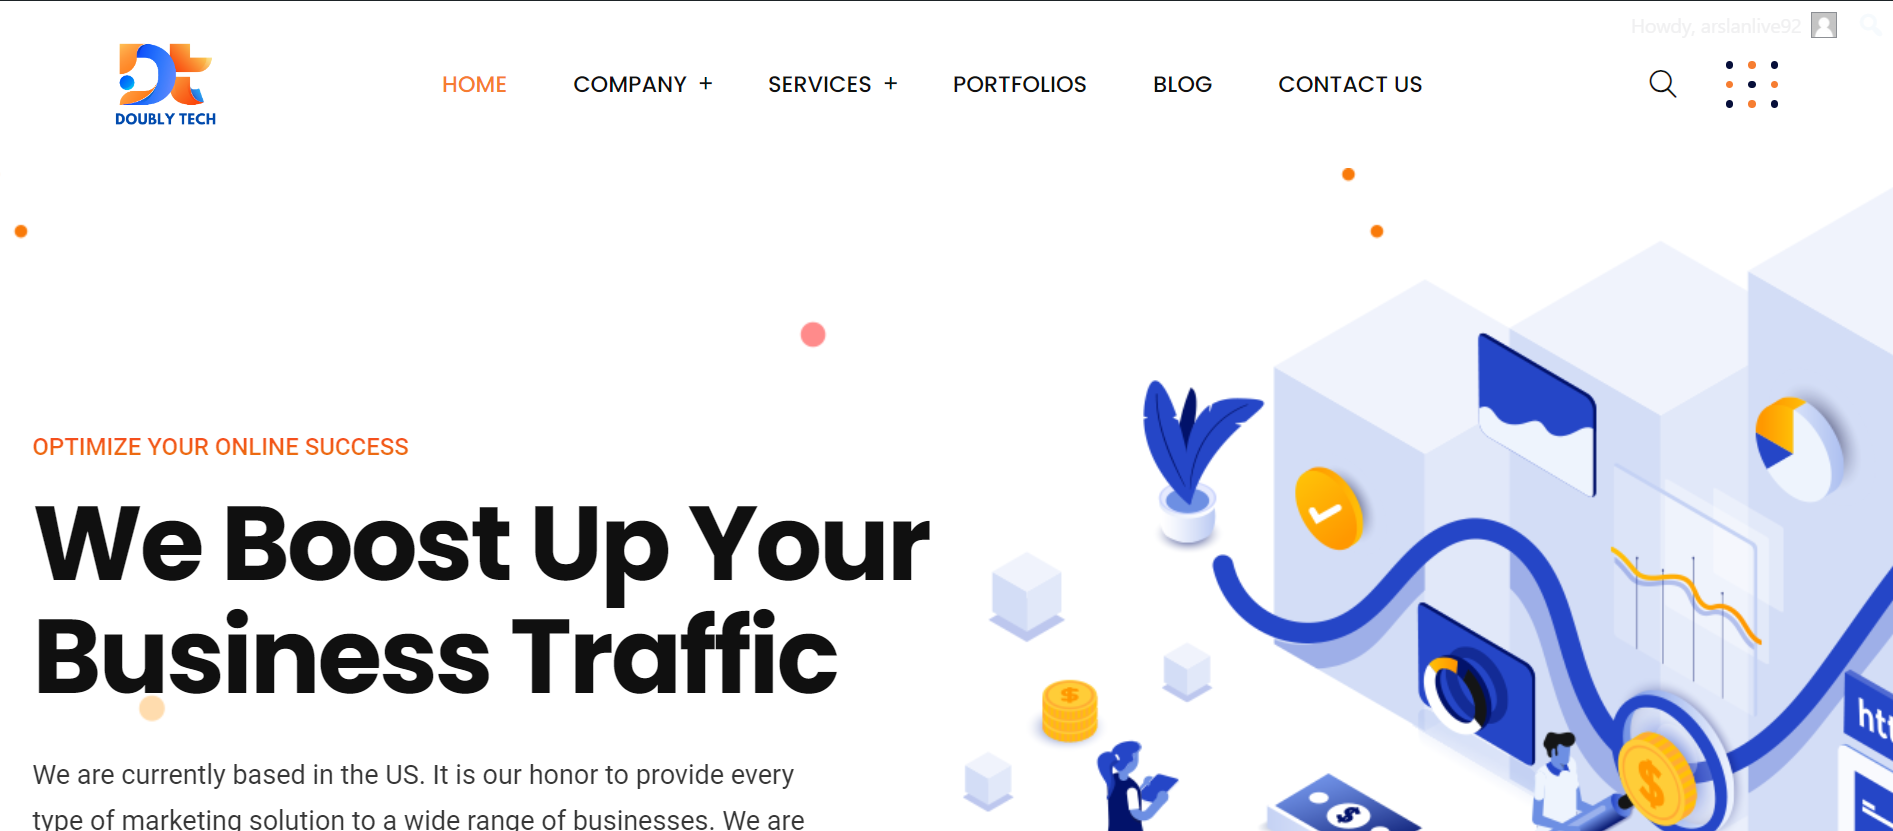 Howdy, arslanlive92
DOUBLY TECH
HOME COMPANY + SERVICES + PORTFOLIOS BLOG CONTACT US
OPTIMIZE YOUR ONLINE SUCCESS
We Boost Up Your
Business Traffic
We are currently based in the US. It is our honor to provide every
type of marketing solution to a wide range of businesses. We are
$
$
$
htt